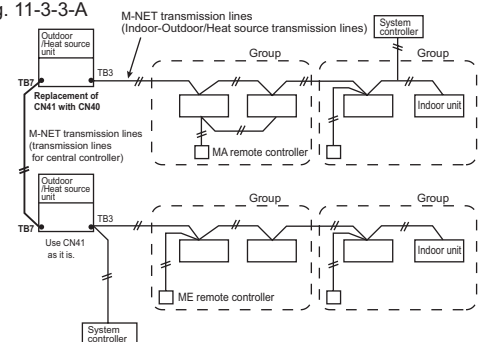 g. 11-3-3-A
M-NET transmission lines
(Indoor-Outdoor/Heat source transmission lines)
System
controller
Outdoor
/Heat source
unit
Group
Group
TB3
TB7
Replacement of
CN41 with CN40
Indoor unit
M-NET transmission lines
(transmission lines
for central controller)
MA remote controller
Outdoor
/Heat source
unit
Group
Group
TB3
TB7
Use CN41
as it is.
Indoor unit
ME remote controller
System
controller